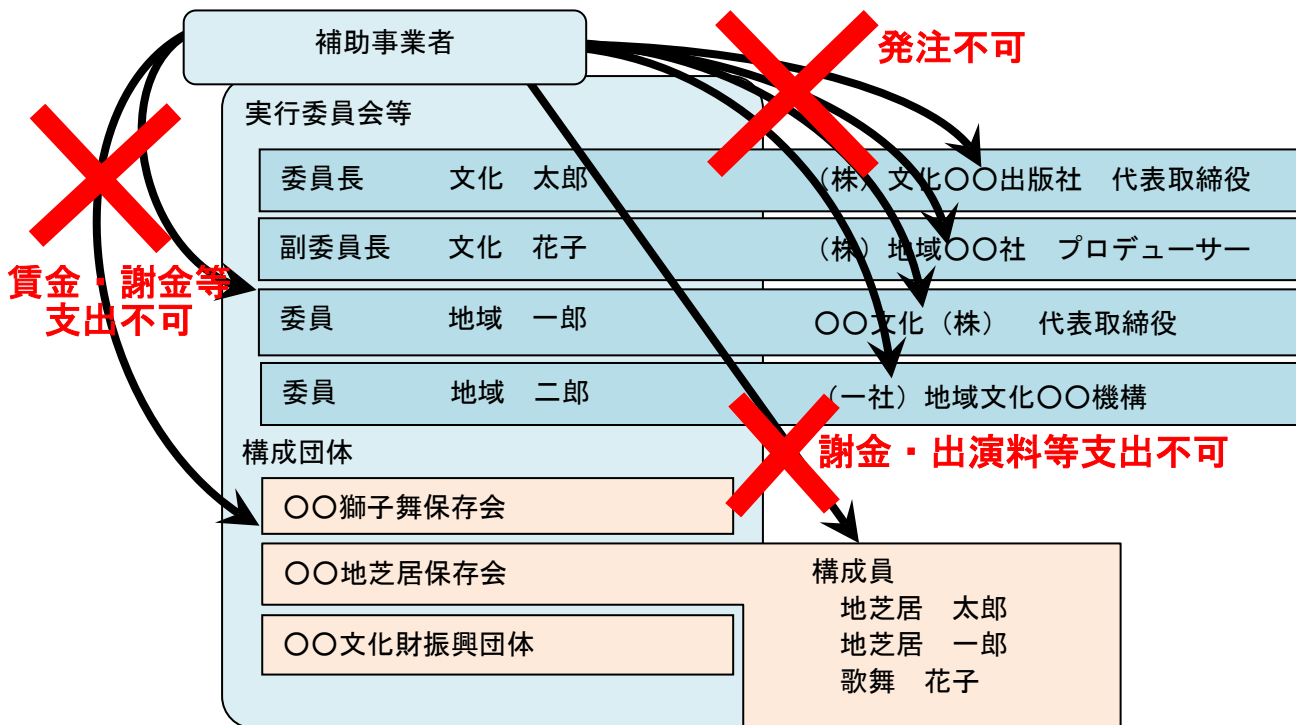 補助事業者
発注不可
実行委員会等
委員長　文化　太郎　（株）文化〇〇出版社　代表取締役
副委員長　文化　花子　（株）地域〇〇社　プロデューサー
賃金・謝金等
支出不可
委員　地域　一郎　〇〇文化（株）　代表取締役
委員　地域　二郎　（一社）地域文化〇〇機構
構成団体
謝金・出演料等支出不可
〇〇獅子舞保存会
〇〇地芝居保存会
〇〇文化財振興団体
構成員
地芝居　太郎
地芝居　一郎
歌舞　花子